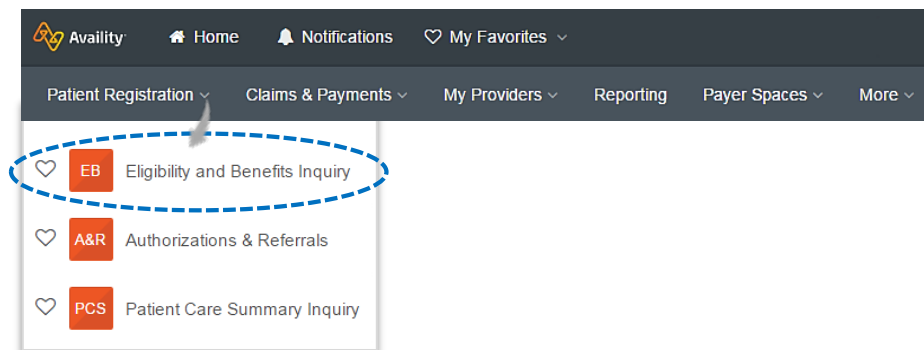 Availity Home Notifications My Favorites
Patient Registration Claims & Payments My Providers Reporting Payer Spaces More
EB Eligibility and Benefits Inquiry
A&R Authorizations & Referrals
PCS Patient Care Summary Inquiry